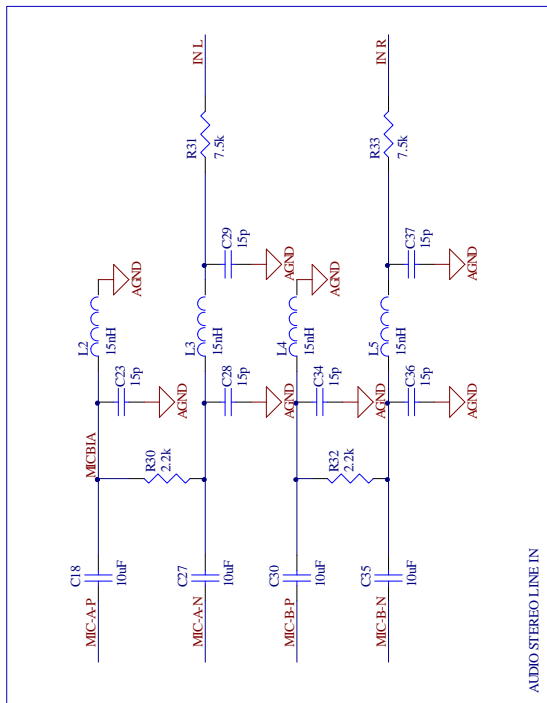 IN L
IN R
R31
7.5k
R33
7.5k
C29
15p
C37
15p
AGND
AGND
AGND
AGND
L2
15nH
L3
15nH
L4
15nH
L5
15nH
C23
15p
C28
15p
C34
15p
C36
15p
AGND
AGND
AGND
AGND
MICBIA
R30
2.2k
R32
2.2k
C18
10uF
C27
10uF
C30
10uF
C35
10uF
MIC-A-P
MIC-A-N
MIC-B-P
MIC-B-N
AUDIO STEREO LINE IN